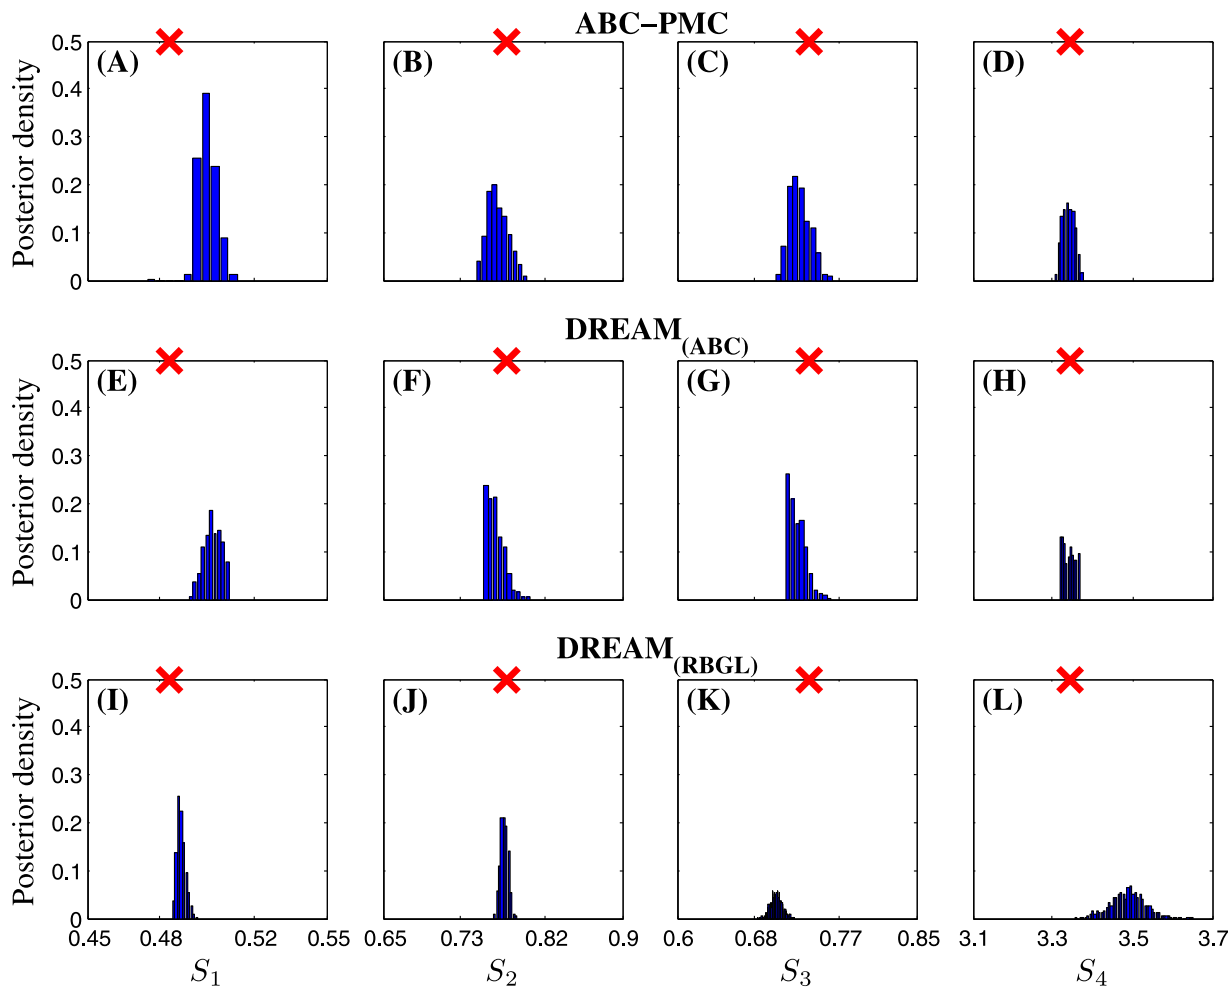 ABC–PMC
0.5 (A) (B) (C) (D)
0.4
0.3
0.2
0.1
0
Posterior density
DREAM(ABC)
0.5 (E) (F) (G) (H)
0.4
0.3
0.2
0.1
0
Posterior density
DREAM(RBGL)
0.5 (I) (J) (K) (L)
0.4
0.3
0.2
0.1
0
Posterior density
0.45 0.48 0.52 0.55 0.65 0.73 0.82 0.9 0.6 0.68 0.77 0.85 3.1 3.3 3.5 3.7
S1 S2 S3 S4